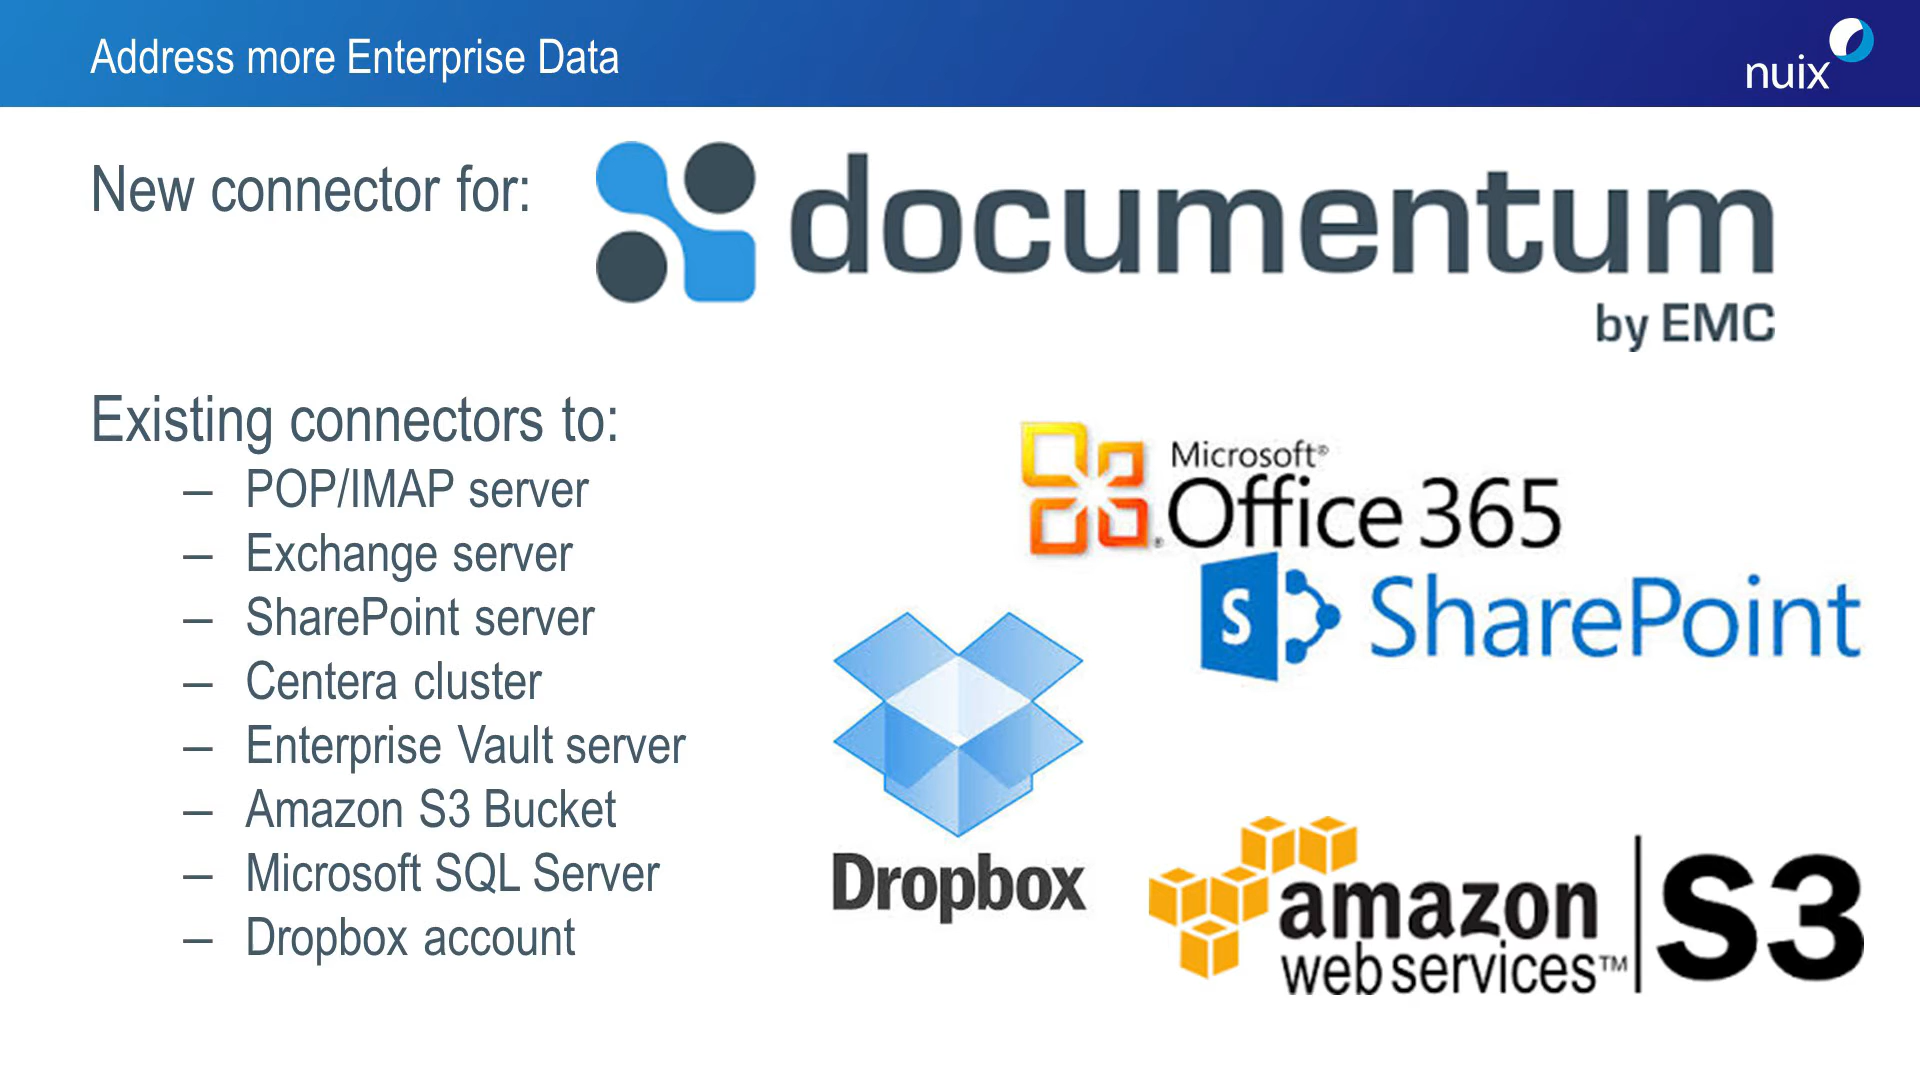 Address more Enterprise Data
nuix
New connector for:
documentum
by EMC
Existing connectors to:
– POP/IMAP server
– Exchange server
– SharePoint server
– Centera cluster
– Enterprise Vault server
– Amazon S3 Bucket
– Microsoft SQL Server
– Dropbox account
Microsoft®
Office 365
S SharePoint
Dropbox
amazon
web services™
S3